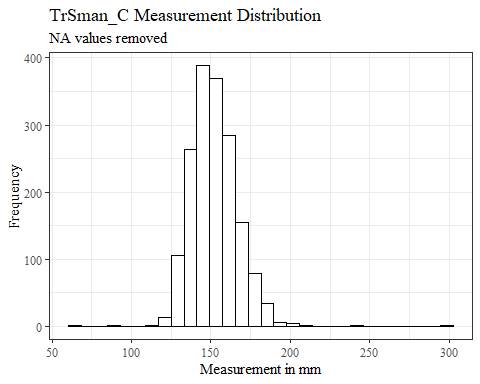 TrSman_C Measurement Distribution
NA values removed
400
300
200
100
0
Frequency
50
100
150
200
250
300
Measurement in mm